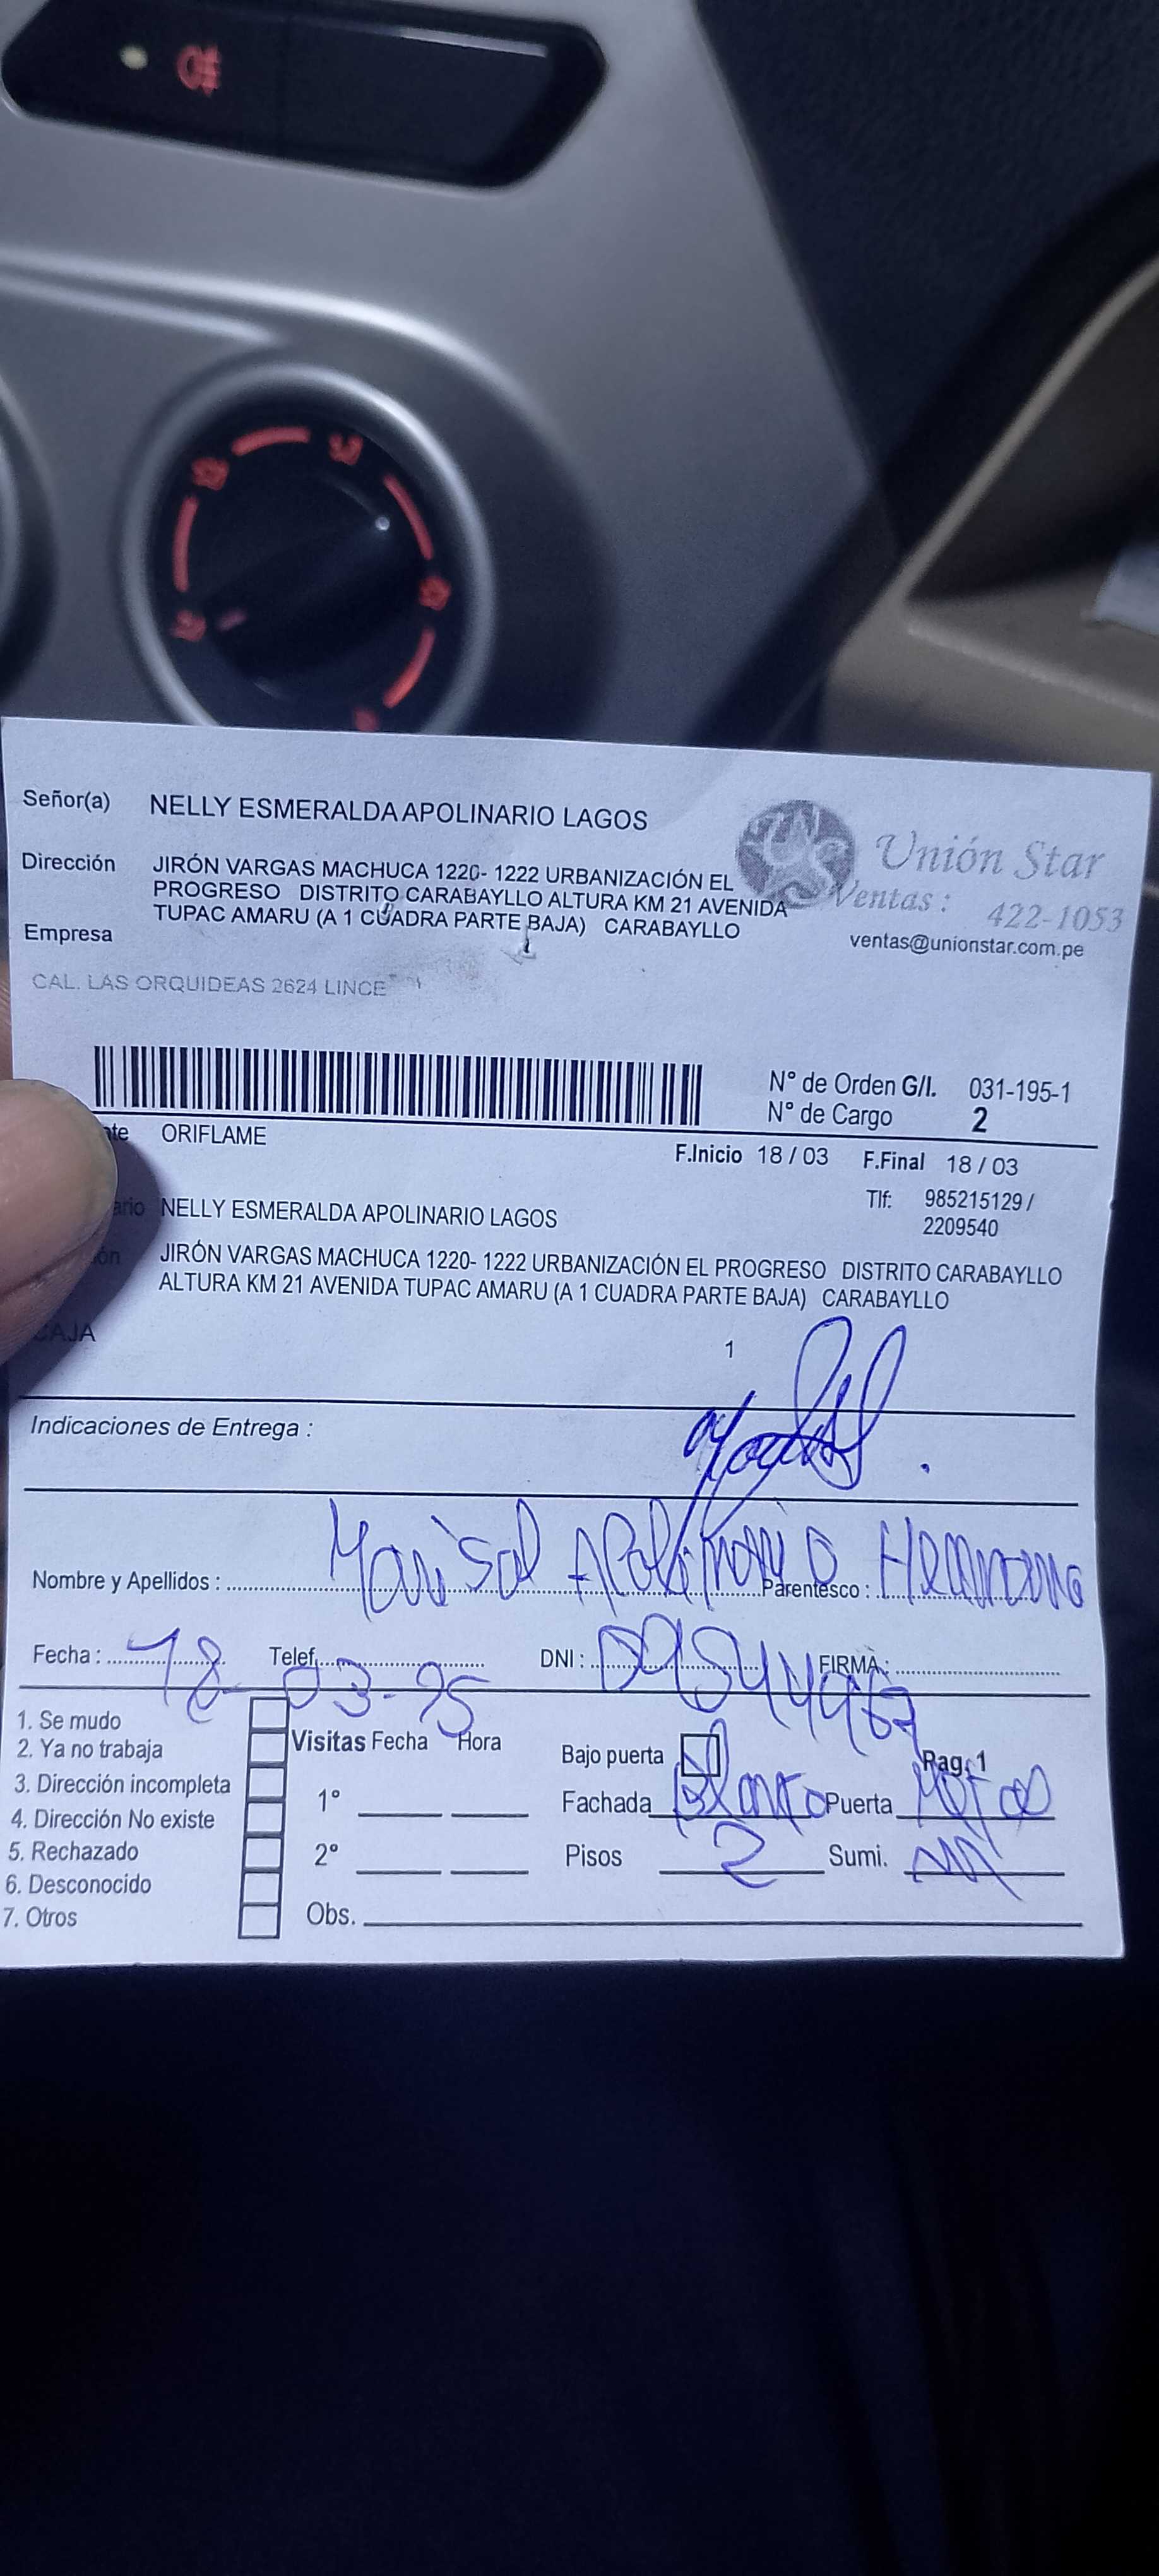 Señor(a) NELLY ESMERALDA APOLINARIO LAGOS
Dirección JIRÓN VARGAS MACHUCA 1220- 1222 URBANIZACIÓN EL
PROGRESO DISTRITO CARABAYLLO ALTURA KM 21 AVENIDA
TUPAC AMARU (A 1 CUADRA PARTE BAJA) CARABAYLLO
Empresa
Unión Star
Ventas : 422-1053
ventas@unionstar.com.pe
CAL. LAS ORQUIDEAS 2624 LINCE
N° de Orden G/I. 031-195-1
N° de Cargo 2
ORIFLAME
F.Inicio 18 / 03 F.Final 18 / 03
Tlf: 985215129 /
2209540
NELLY ESMERALDA APOLINARIO LAGOS
JIRÓN VARGAS MACHUCA 1220- 1222 URBANIZACIÓN EL PROGRESO DISTRITO CARABAYLLO
ALTURA KM 21 AVENIDA TUPAC AMARU (A 1 CUADRA PARTE BAJA) CARABAYLLO
CAJA 1
Indicaciones de Entrega :
Nombre y Apellidos : Marisol Apolinario Parentesco : Hermana
Fecha : 18-03-25 Telef. DNI : FIRMA :
1. Se mudo
2. Ya no trabaja
3. Dirección incompleta
4. Dirección No existe
5. Rechazado
6. Desconocido
7. Otros
Visitas Fecha Hora
1°
2°
Obs.
Bajo puerta Pag. 1
Fachada Blanco Puerta Metal
Pisos 2 Sumi.